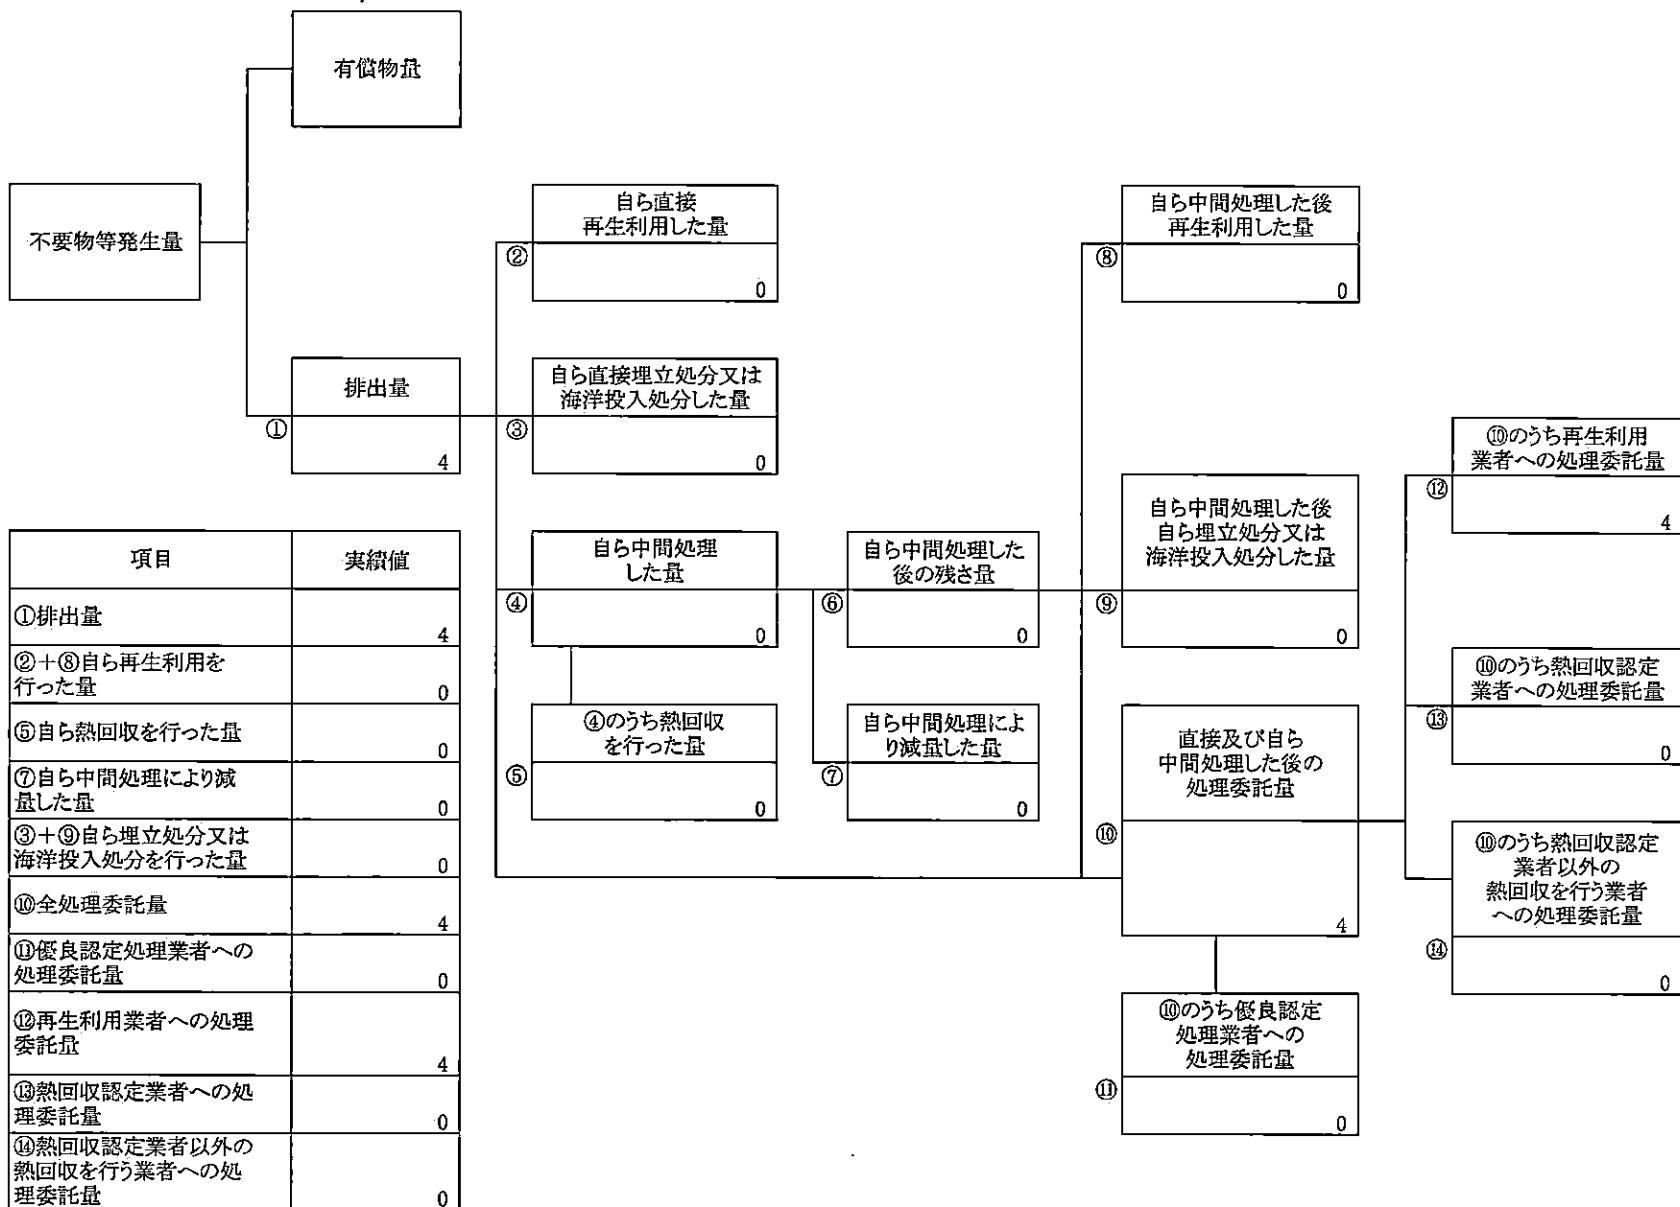 有償物量
不要物等発生量
排出量
①
4
自ら直接
再生利用した量
②
0
自ら直接埋立処分又は
海洋投入処分した量
③
0
自ら中間処理
した量
④
0
④のうち熱回収
を行った量
⑤
0
自ら中間処理した
後の残さ量
⑥
0
自ら中間処理によ
り減量した量
⑦
0
自ら中間処理した後
再生利用した量
⑧
0
自ら中間処理した後
自ら埋立処分又は
海洋投入処分した量
⑨
0
直接及び自ら
中間処理した後の
処理委託量
⑩
4
⑩のうち優良認定
処理業者への
処理委託量
⑪
0
⑩のうち再生利用
業者への処理委託量
⑫
4
⑩のうち熱回収認定
業者への処理委託量
⑬
0
⑩のうち熱回収認定
業者以外の
熱回収を行う業者
への処理委託量
⑭
0
項目 実績値
①排出量
4
②+⑧自ら再生利用を
行った量
0
⑤自ら熱回収を行った量
0
⑦自ら中間処理により減
量した量
0
③+⑨自ら埋立処分又は
海洋投入処分を行った量
0
⑩全処理委託量
4
⑪優良認定処理業者への
処理委託量
0
⑫再生利用業者への処理
委託量
4
⑬熱回収認定業者への処
理委託量
0
⑭熱回収認定業者以外の
熱回収を行う業者への処
理委託量
0